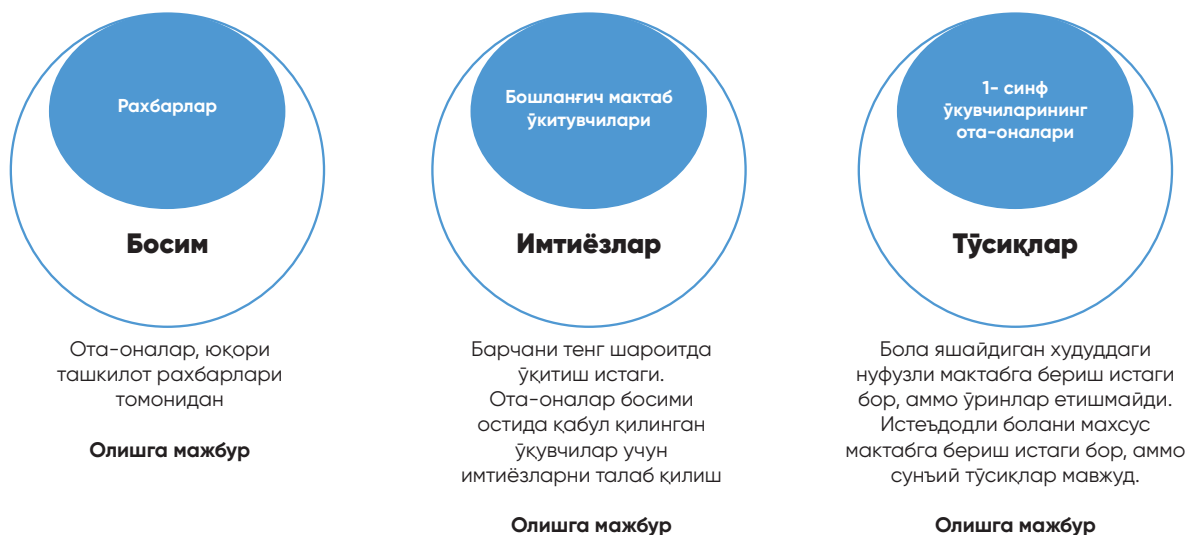 Рахбарлар
Босим
Ота-оналар, юқори
ташкилот рахбарлари
томонидан
Олишга мажбур
Бошланғич мактаб
ўқитувчилари
Имтиёзлар
Барчани тенг шароитда
ўқитиш истаги.
Ота-оналар босими
остида қабул қилинган
ўқувчилар учун
имтиёзларни талаб қилиш
Олишга мажбур
1- синф
ўқувчиларининг
ота-оналари
Тўсиқлар
Бола яшайдиган худуддаги
нуфузли мактабга бериш истаги
бор, аммо ўринлар етишмайди.
Истеъдодли болани махсус
мактабга бериш истаги бор, аммо
сунъий тўсиқлар мавжуд.
Олишга мажбур